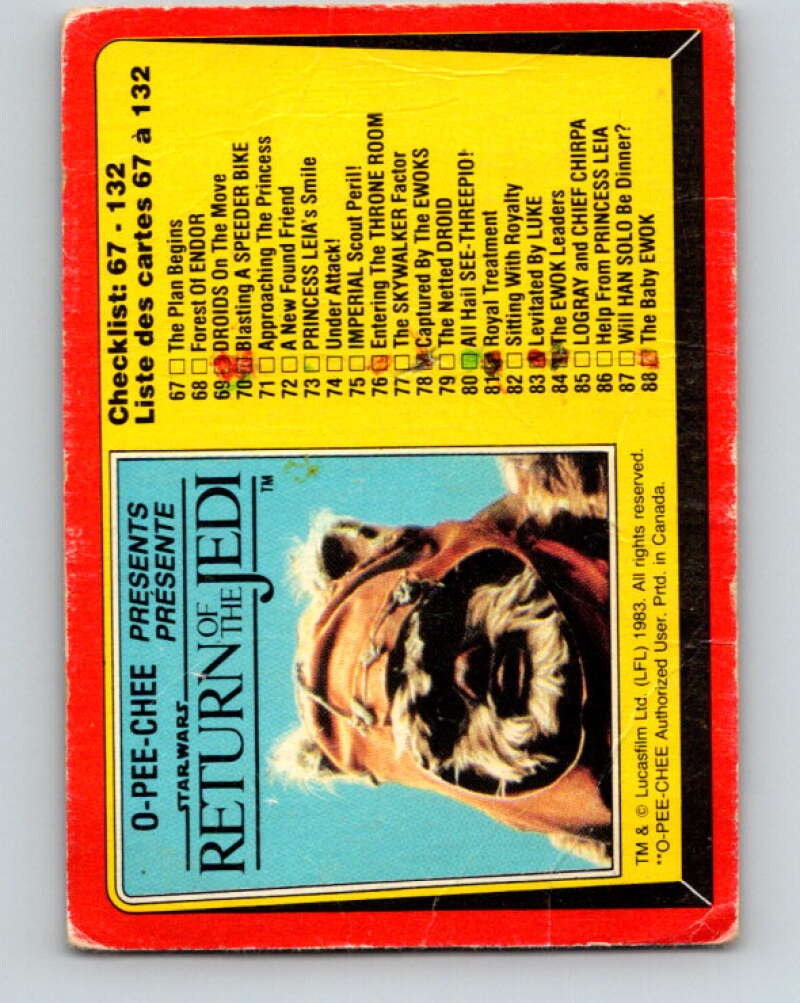 O-PEE-CHEE PRESENTS
PRÉSENTE
STAR WARS
RETURN OF THE JEDI™
Checklist: 67 - 132
Liste des cartes 67 à 132
67 The Plan Begins
68 Forest Of ENDOR
69 DROIDS On The Move
70 Blasting A SPEEDER BIKE
71 Approaching The Princess
72 A New Found Friend
73 PRINCESS LEIA's Smile
74 Under Attack!
75 IMPERIAL Scout Peril!
76 Entering The THRONE ROOM
77 The SKYWALKER Factor
78 Captured By The EWOKS
79 The Netted DROID
80 All Hail SEE-THREEPIO!
81 Royal Treatment
82 Sitting With Royalty
83 Levitated By LUKE
84 The EWOK Leaders
85 LOGRAY and CHIEF CHIRPA
86 Help From PRINCESS LEIA
87 Will HAN SOLO Be Dinner?
88 The Baby EWOK
TM & © Lucasfilm Ltd. (LFL) 1983. All rights reserved.
**O-PEE-CHEE Authorized User. Prtd. in Canada.